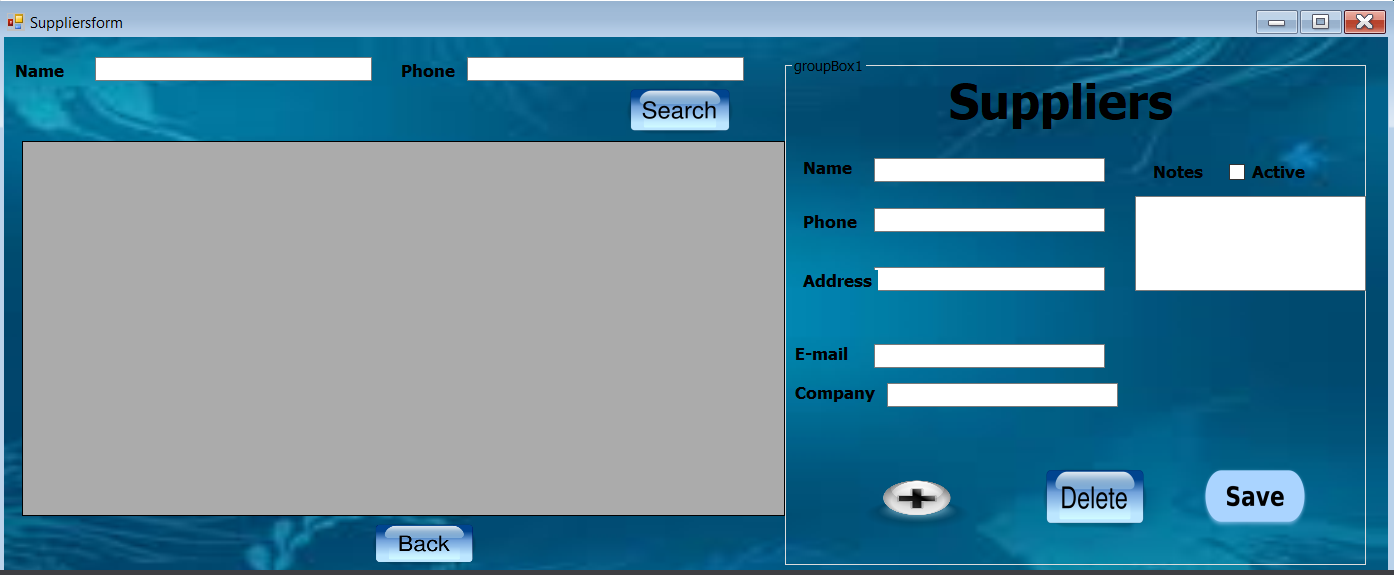 Suppliersform
Name
Phone
Search
Back
groupBox1
Suppliers
Name
Notes
Active
Phone
Address
E-mail
Company
Delete
Save